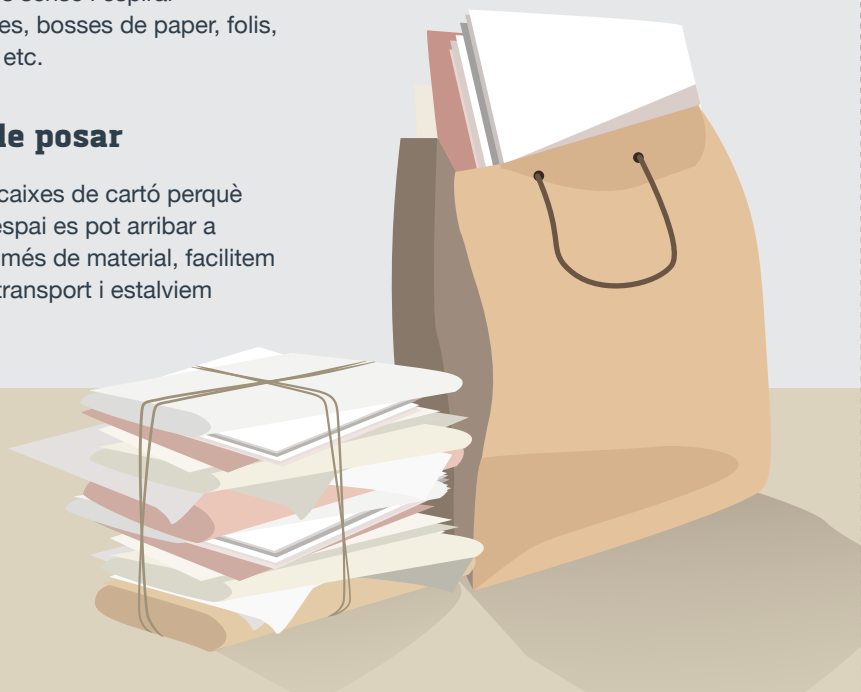 es, bosses de paper, folis,
etc.
de posar
caixes de cartó perquè
espai es pot arribar a
més de material, facilitem
transport i estalviem